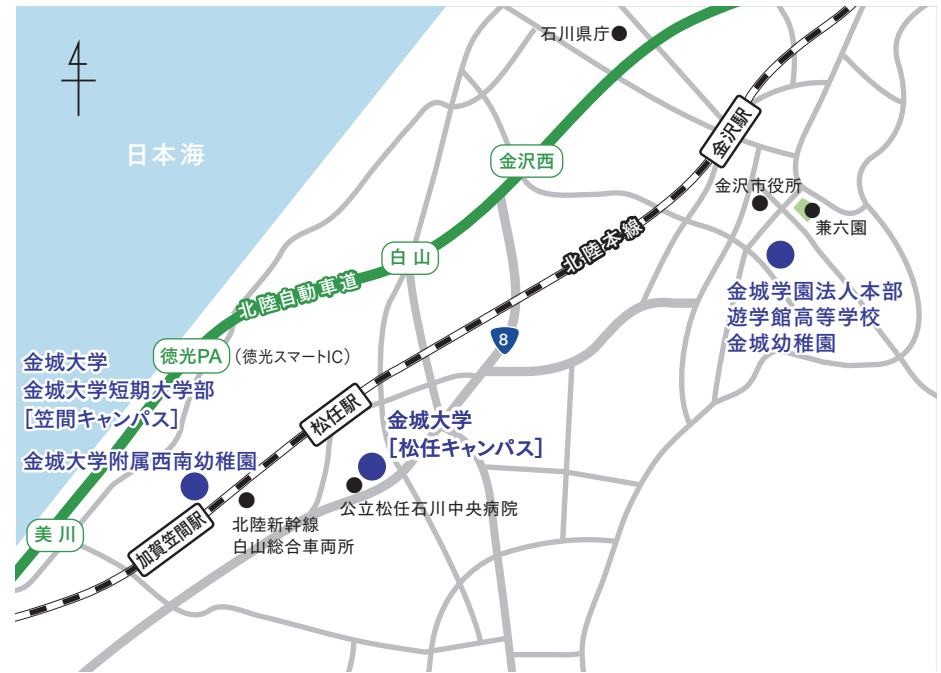 石川県庁
金沢駅
日本海
金沢西
金沢市役所
兼六園
北陸本線
白山
金城学園法人本部
遊学館高等学校
金城幼稚園
北陸自動車道
8
徳光PA
(徳光スマートIC)
金城大学
金城大学短期大学部
[笠間キャンパス]
松任駅
金城大学
[松任キャンパス]
金城大学附属西南幼稚園
公立松任石川中央病院
北陸新幹線
白山総合車両所
美川
加賀笠間駅